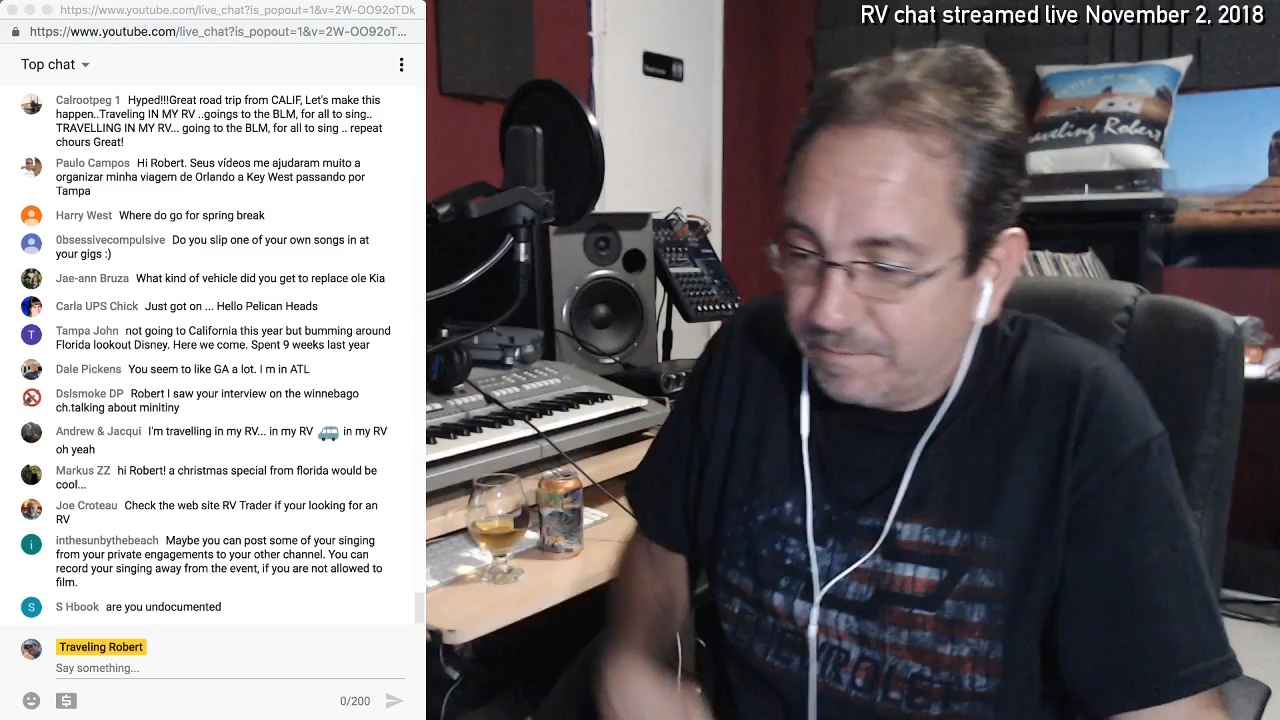 https://www.youtube.com/live_chat?is_popout=1&v=2W-OO92oTDk
https://www.youtube.com/live_chat?is_popout=1&v=2W-OO92oT...
RV chat streamed live November 2, 2018
Top chat
Calrootpeg 1 Hyped!!!Great road trip from CALIF, Let's make this
happen..Traveling IN MY RV ..goings to the BLM, for all to sing..
TRAVELLING IN MY RV... going to the BLM, for all to sing .. repeat
chours Great!
Paulo Campos Hi Robert. Seus vídeos me ajudaram muito a
organizar minha viagem de Orlando a Key West passando por
Tampa
Harry West Where do go for spring break
0bsessivecompulsive Do you slip one of your own songs in at
your gigs :)
Jae-ann Bruza What kind of vehicle did you get to replace ole Kia
Carla UPS Chick Just got on ... Hello Pelican Heads
T
Tampa John not going to California this year but bumming around
Florida lookout Disney. Here we come. Spent 9 weeks last year
Dale Pickens You seem to like GA a lot. I m in ATL
Dslsmoke DP Robert I saw your interview on the winnebago
ch.talking about minitiny
Andrew & Jacqui I'm travelling in my RV... in my RV 🚐 in my RV
oh yeah
Markus ZZ hi Robert! a christmas special from florida would be
cool...
Joe Croteau Check the web site RV Trader if your looking for an
RV
i
inthesunbythebeach Maybe you can post some of your singing
from your private engagements to your other channel. You can
record your singing away from the event, if you are not allowed to
film.
S
S Hbook are you undocumented
Traveling Robert
Say something...
0/200
Traveling Robert
CHEVROLET